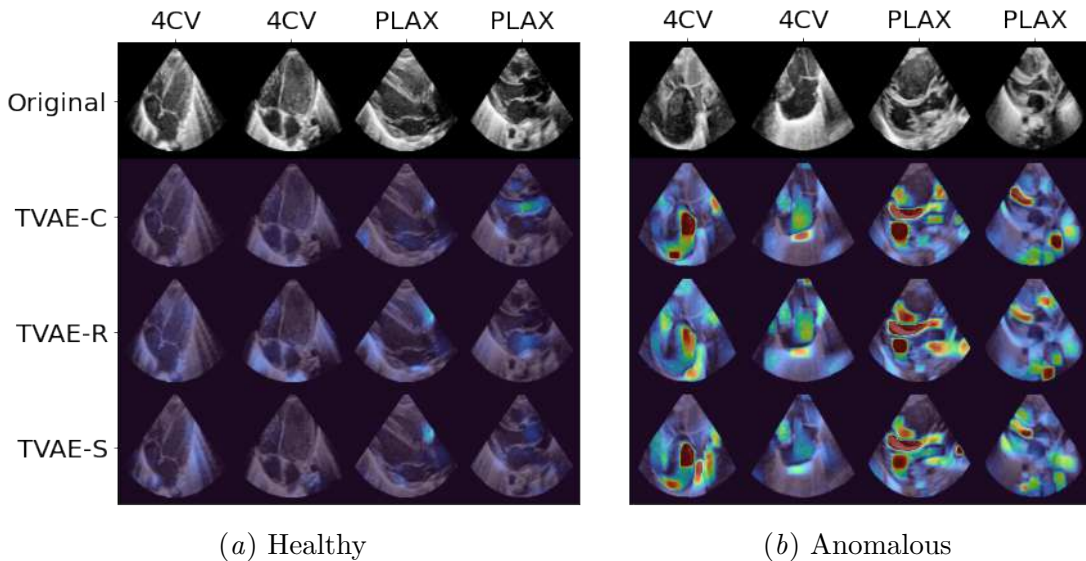 4CV 4CV PLAX PLAX 4CV 4CV PLAX PLAX
Original
TVAE-C
TVAE-R
TVAE-S
(a) Healthy (b) Anomalous